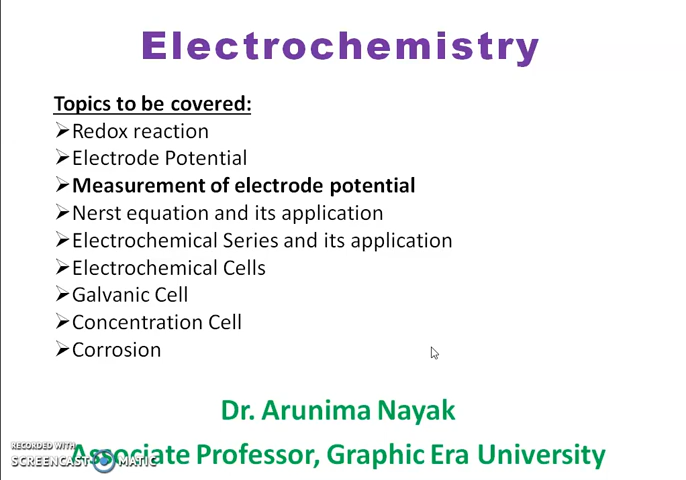 Electrochemistry
Topics to be covered:
➢Redox reaction
➢Electrode Potential
➢Measurement of electrode potential
➢Nerst equation and its application
➢Electrochemical Series and its application
➢Electrochemical Cells
➢Galvanic Cell
➢Concentration Cell
➢Corrosion
Dr. Arunima Nayak
Associate Professor, Graphic Era University
RECORDED WITH
SCREENCAST MATIC